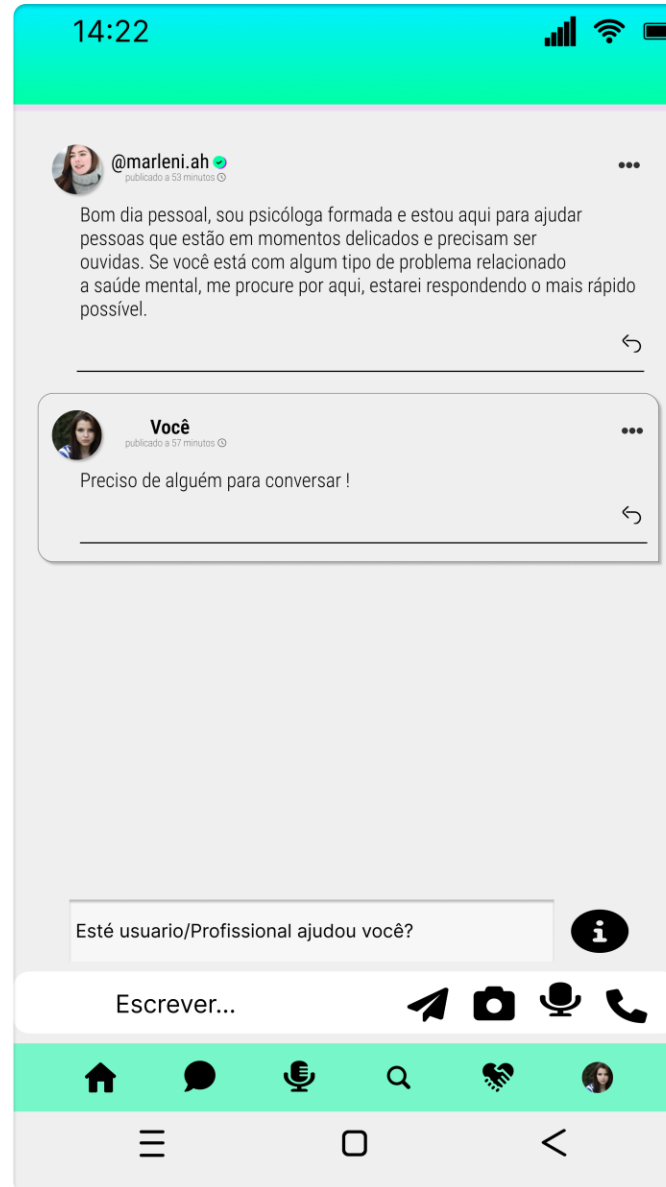 14:22
@marleni.ah
publicado a 53 minutos
Bom dia pessoal, sou psicóloga formada e estou aqui para ajudar
pessoas que estão em momentos delicados e precisam ser
ouvidas. Se você está com algum tipo de problema relacionado
a saúde mental, me procure por aqui, estarei respondendo o mais rápido
possível.
Você
publicado a 57 minutos
Preciso de alguém para conversar !
Esté usuario/Profissional ajudou você?
Escrever...